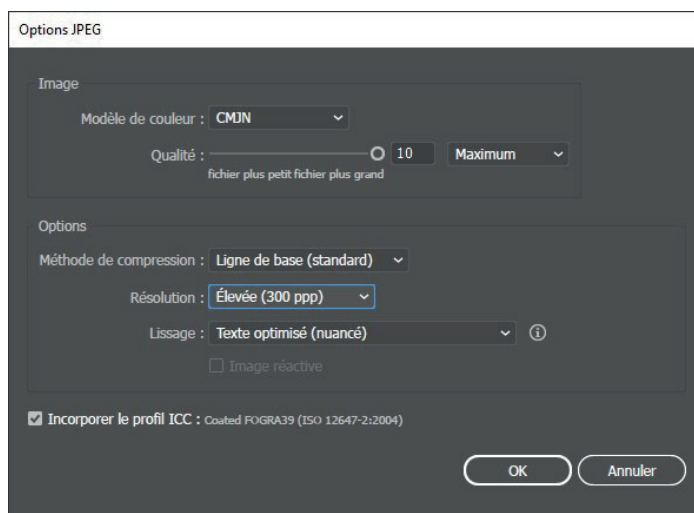 Options JPEG
Image
Modèle de couleur : CMJN
Qualité : 10 Maximum
fichier plus petit fichier plus grand
Options
Méthode de compression : Ligne de base (standard)
Résolution : Élevée (300 ppp)
Lissage : Texte optimisé (nuancé)
Image réactive
Incorporer le profil ICC : Coated FOGRA39 (ISO 12647-2:2004)
OK Annuler